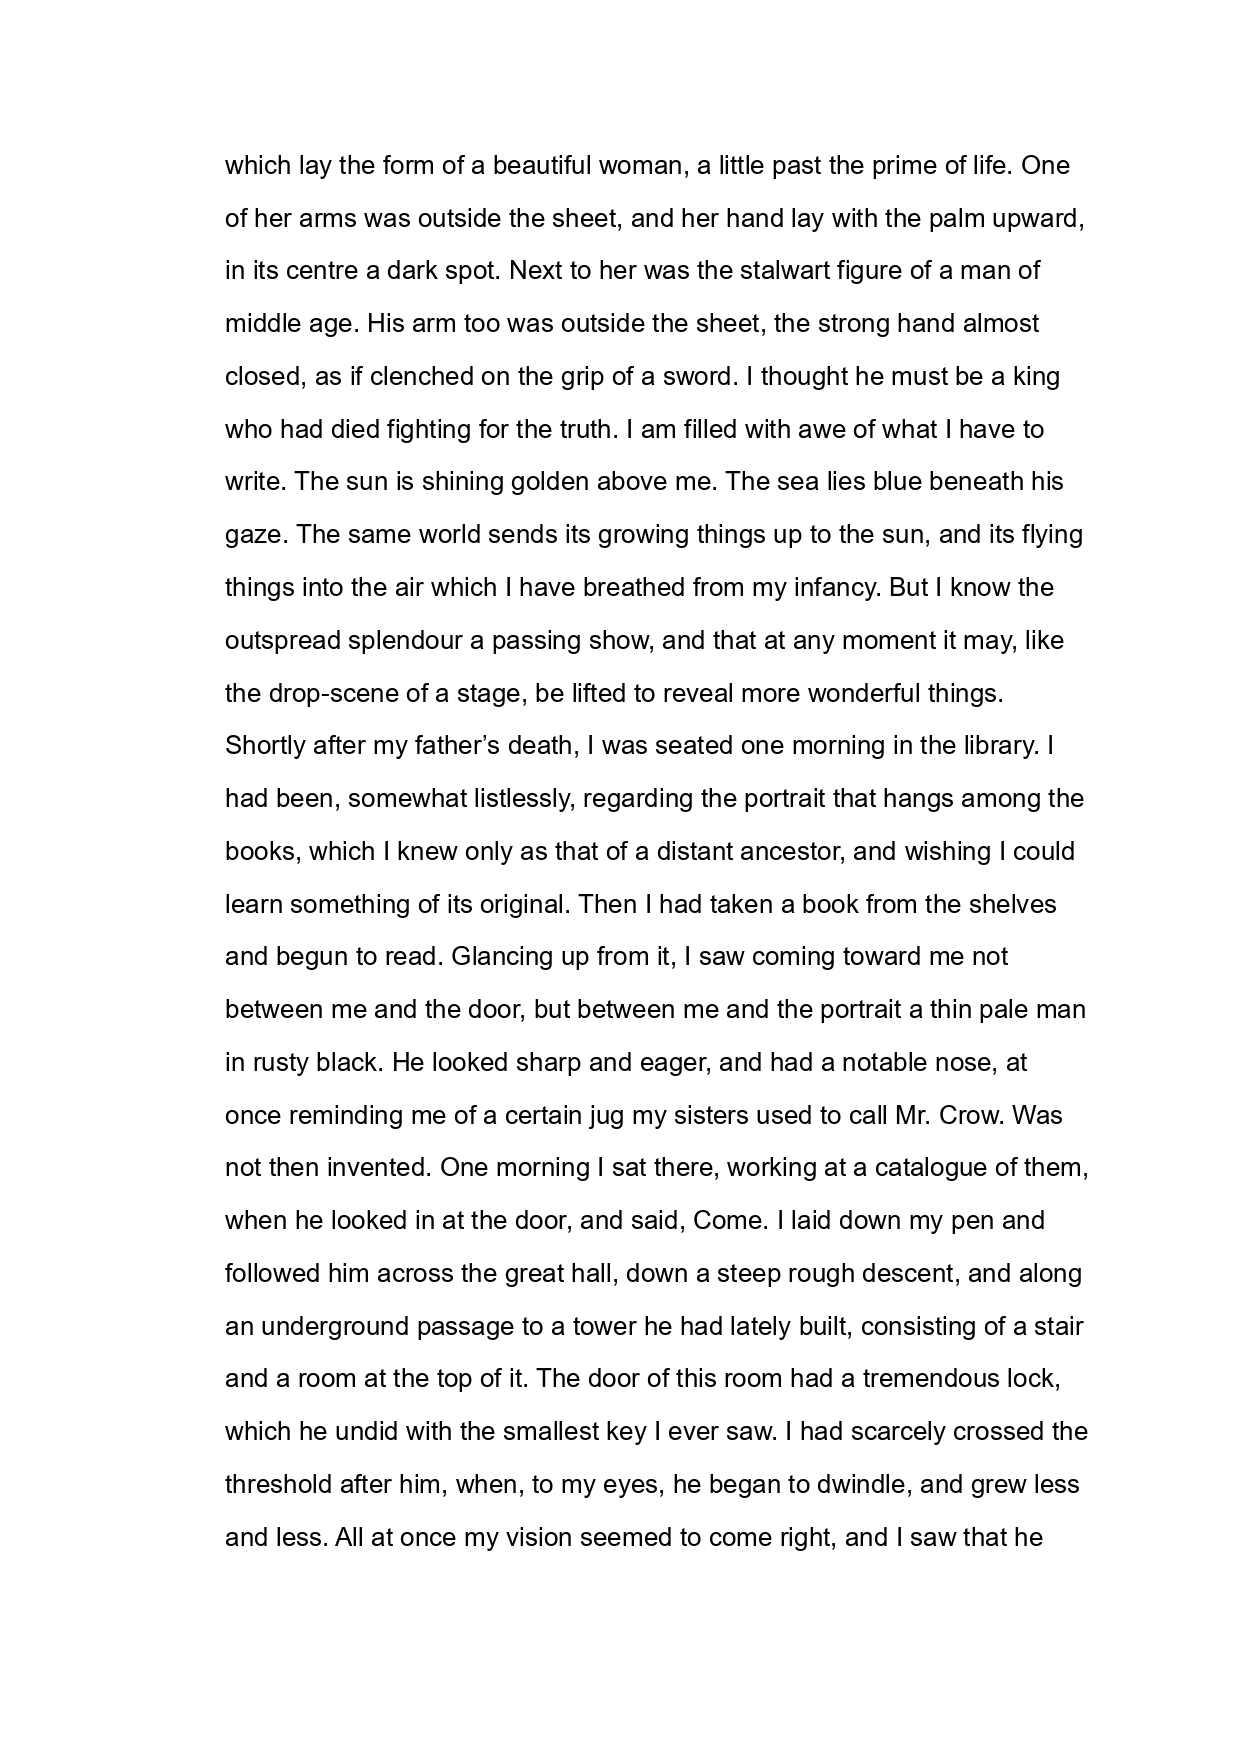 which lay the form of a beautiful woman, a little past the prime of life. One
of her arms was outside the sheet, and her hand lay with the palm upward,
in its centre a dark spot. Next to her was the stalwart figure of a man of
middle age. His arm too was outside the sheet, the strong hand almost
closed, as if clenched on the grip of a sword. I thought he must be a king
who had died fighting for the truth. I am filled with awe of what I have to
write. The sun is shining golden above me. The sea lies blue beneath his
gaze. The same world sends its growing things up to the sun, and its flying
things into the air which I have breathed from my infancy. But I know the
outspread splendour a passing show, and that at any moment it may, like
the drop-scene of a stage, be lifted to reveal more wonderful things.
Shortly after my father’s death, I was seated one morning in the library. I
had been, somewhat listlessly, regarding the portrait that hangs among the
books, which I knew only as that of a distant ancestor, and wishing I could
learn something of its original. Then I had taken a book from the shelves
and begun to read. Glancing up from it, I saw coming toward me not
between me and the door, but between me and the portrait a thin pale man
in rusty black. He looked sharp and eager, and had a notable nose, at
once reminding me of a certain jug my sisters used to call Mr. Crow. Was
not then invented. One morning I sat there, working at a catalogue of them,
when he looked in at the door, and said, Come. I laid down my pen and
followed him across the great hall, down a steep rough descent, and along
an underground passage to a tower he had lately built, consisting of a stair
and a room at the top of it. The door of this room had a tremendous lock,
which he undid with the smallest key I ever saw. I had scarcely crossed the
threshold after him, when, to my eyes, he began to dwindle, and grew less
and less. All at once my vision seemed to come right, and I saw that he